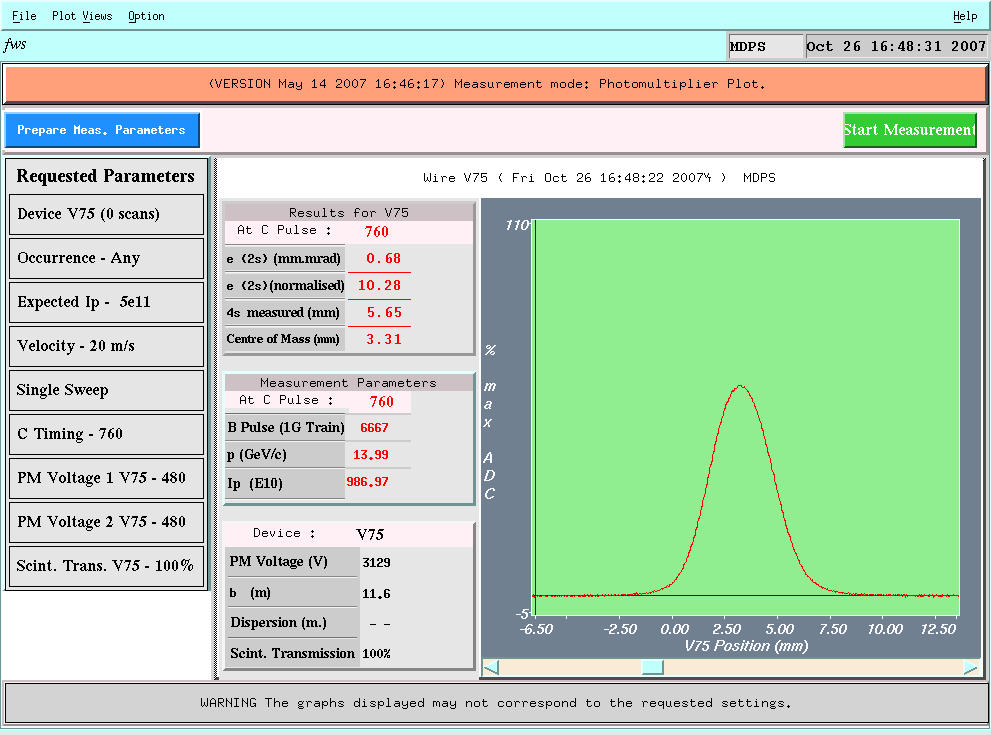 File Plot Views Option Help
fws MDPS Oct 26 16:48:31 2007
(VERSION May 14 2007 16:46:17) Measurement mode: Photomultiplier Plot.
Prepare Meas. Parameters Start Measurement
Requested Parameters
Device V75 (0 scans)
Occurrence - Any
Expected Ip - 5e11
Velocity - 20 m/s
Single Sweep
C Timing - 760
PM Voltage 1 V75 - 480
PM Voltage 2 V75 - 480
Scint. Trans. V75 - 100%
Wire V75 ( Fri Oct 26 16:48:22 2007 ) MDPS
Results for V75
At C Pulse : 760
e (2s) (mm.mrad) 0.68
e (2s)(normalised) 10.28
4s measured (mm) 5.65
Centre of Mass (mm) 3.31
Measurement Parameters
At C Pulse : 760
B Pulse (1G Train) 6667
p (GeV/c) 13.99
Ip (E10) 986.97
Device : V75
PM Voltage (V) 3129
b (m) 11.6
Dispersion (m.) - -
Scint. Transmission 100%
110
% max ADC
-5
-6.50 -2.50 0.00 2.50 5.00 7.50 10.00 12.50
V75 Position (mm)
WARNING The graphs displayed may not correspond to the requested settings.